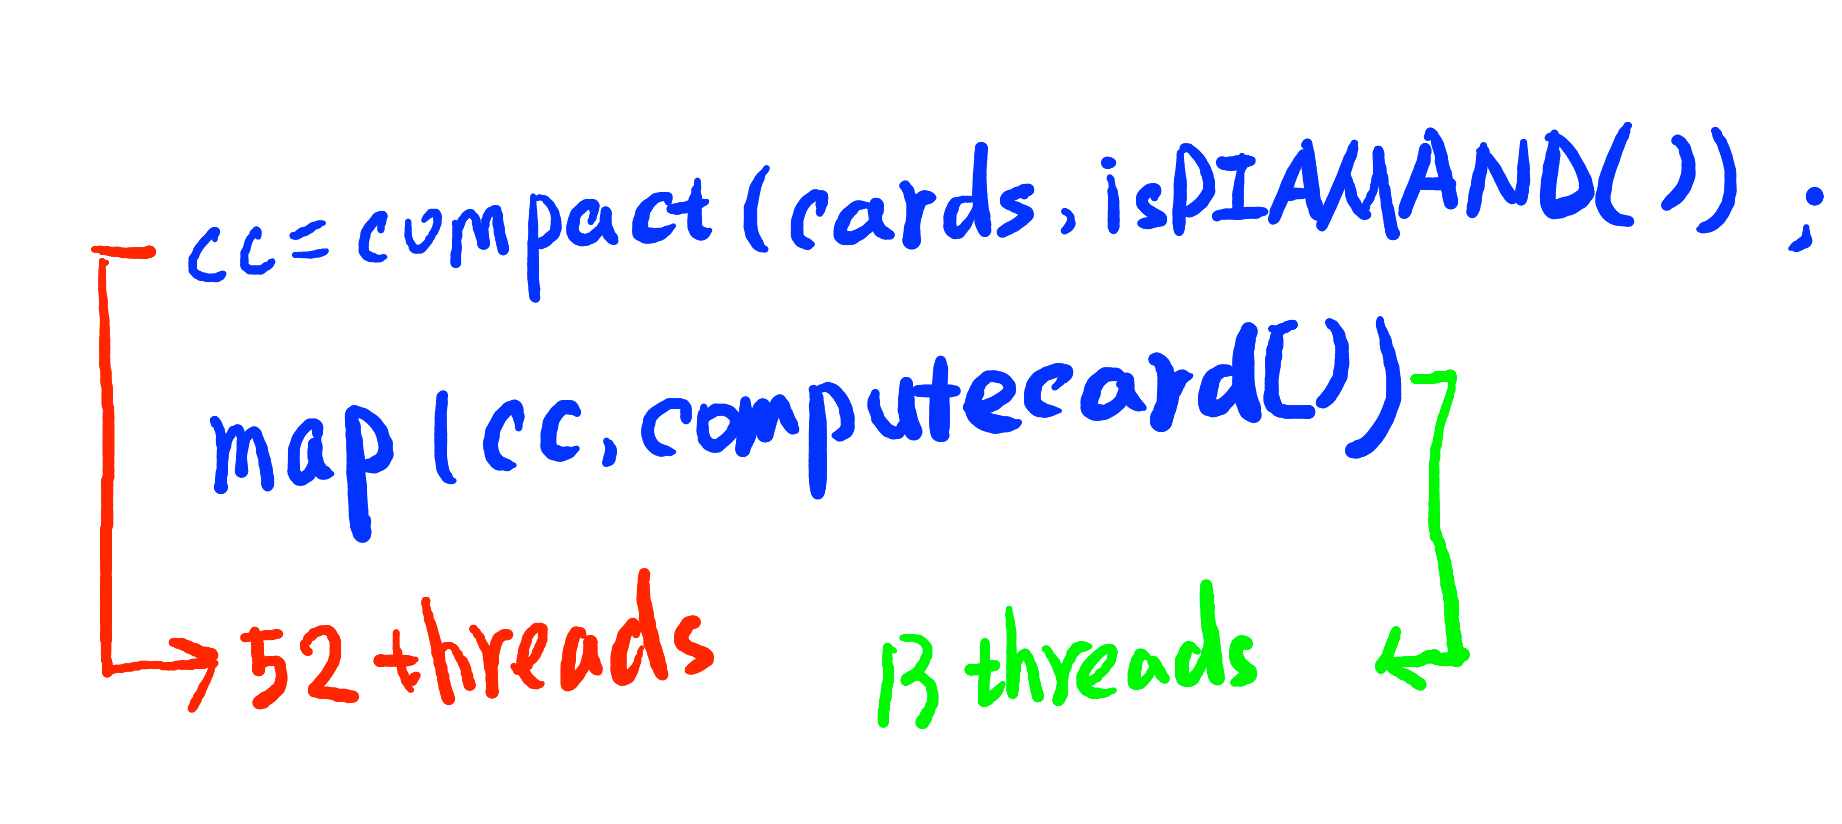 cc=compact(cards,isDIAMAND());
map(cc,computecard())
52 threads
13 threads